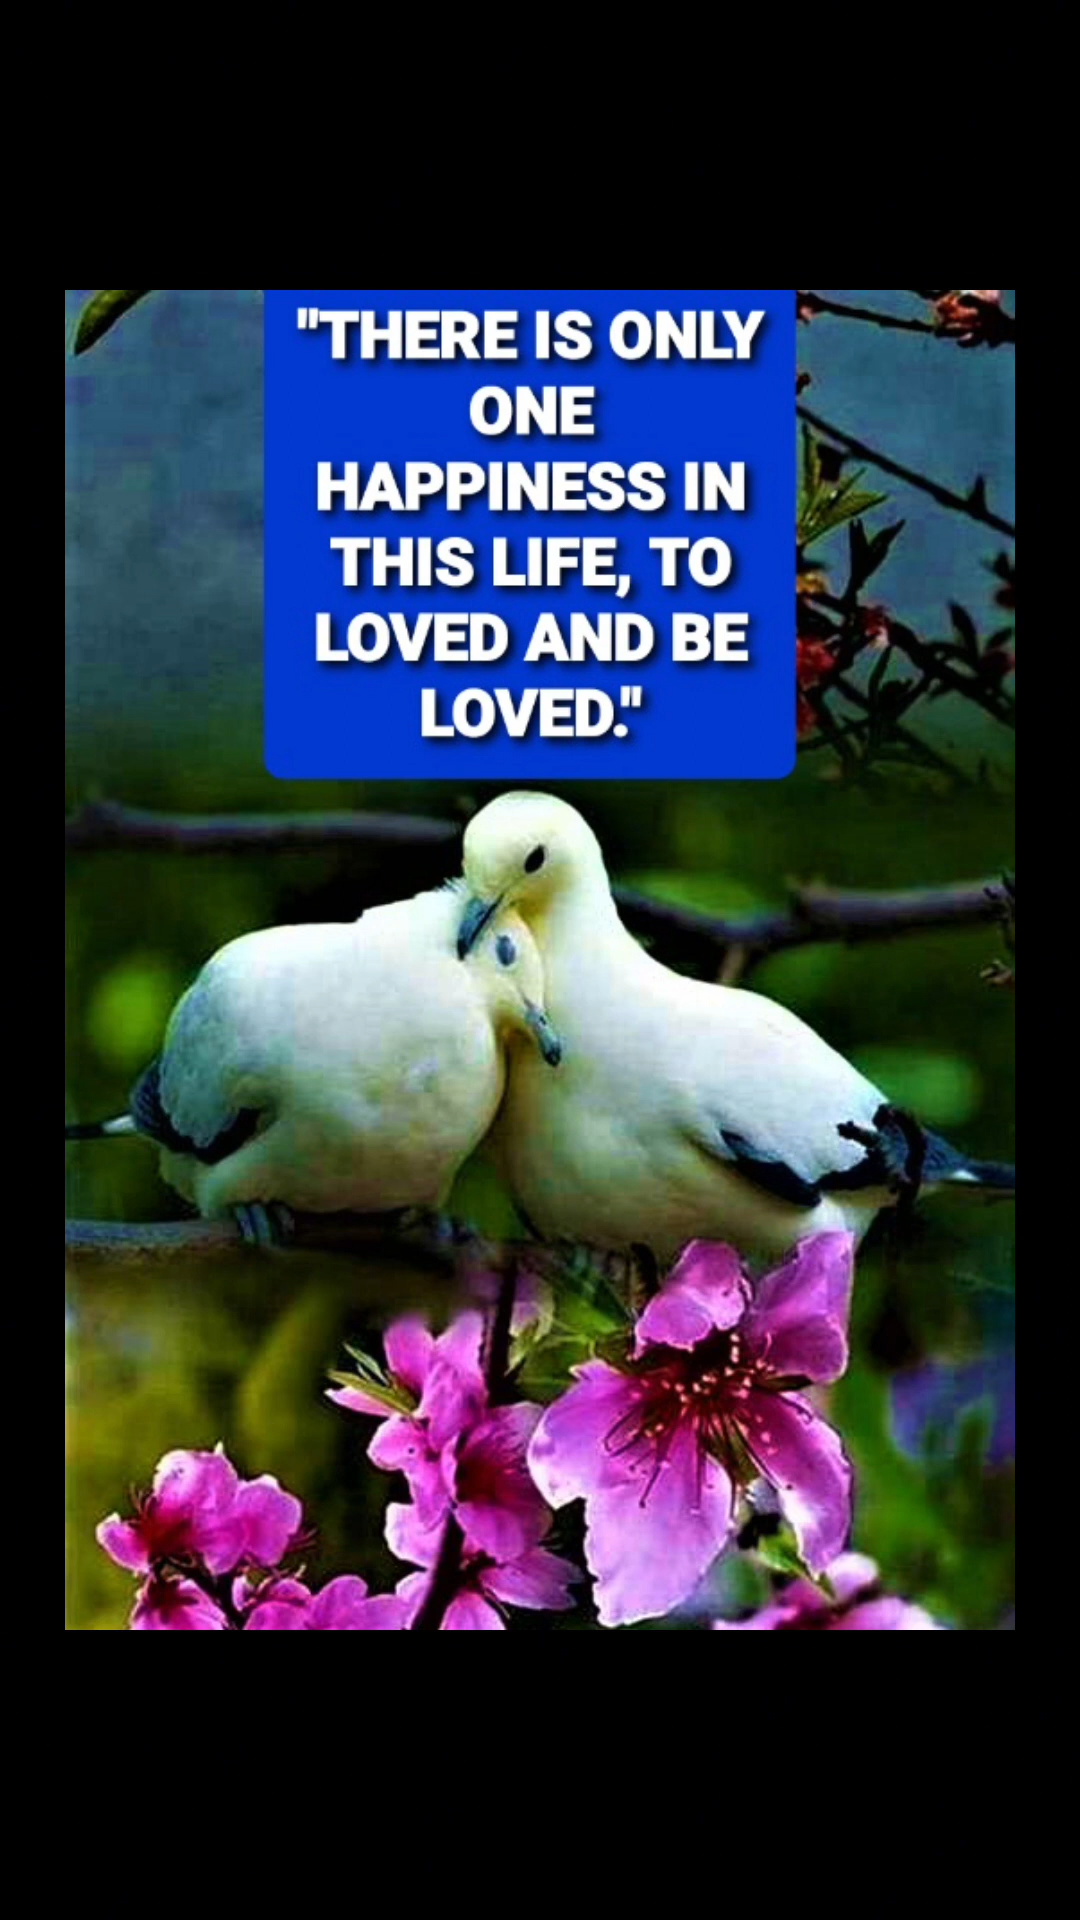 "THERE IS ONLY
ONE
HAPPINESS IN
THIS LIFE, TO
LOVED AND BE
LOVED."